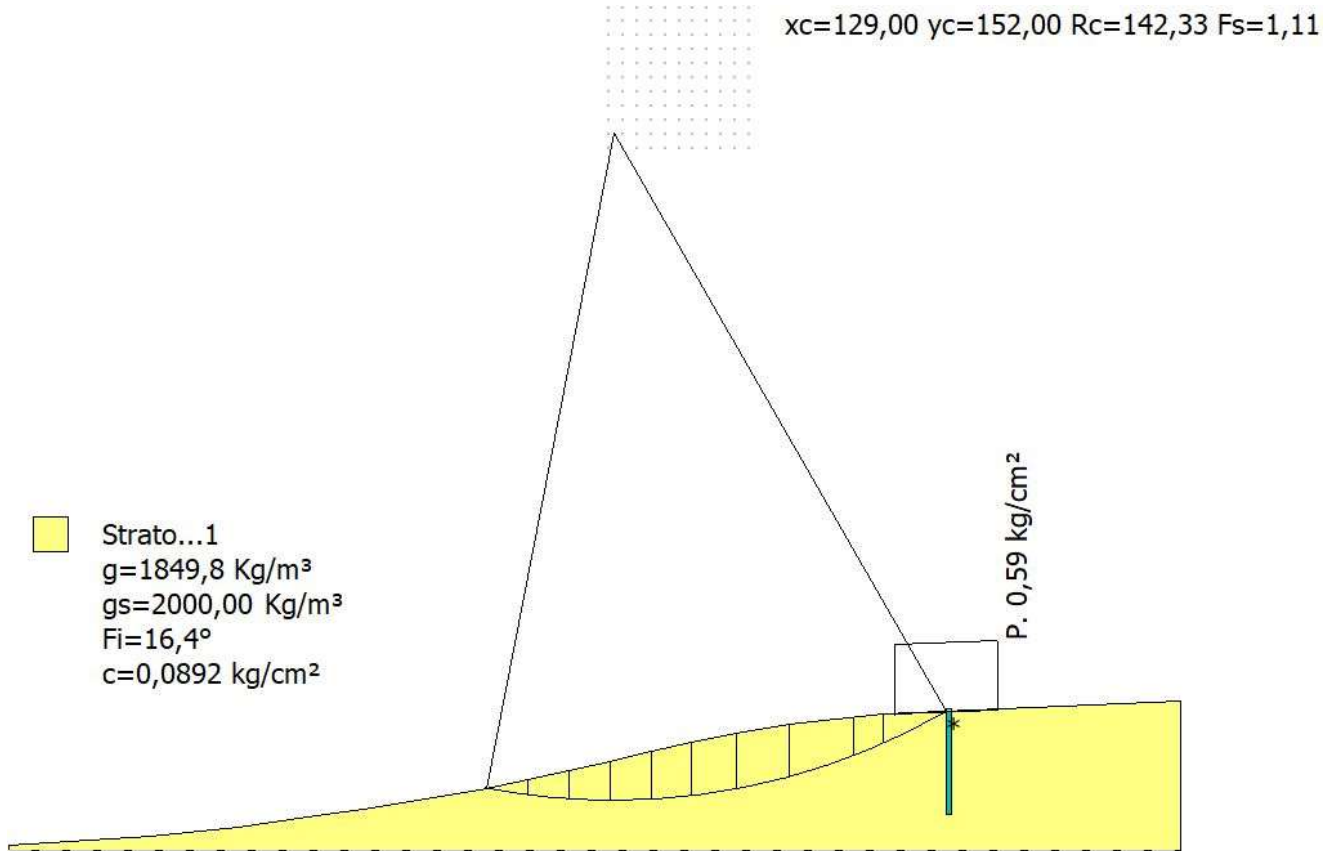 xc=129,00 yc=152,00 Rc=142,33 Fs=1,11
P. 0,59 kg/cm²
Strato...1
g=1849,8 Kg/m³
gs=2000,00 Kg/m³
Fi=16,4°
c=0,0892 kg/cm²